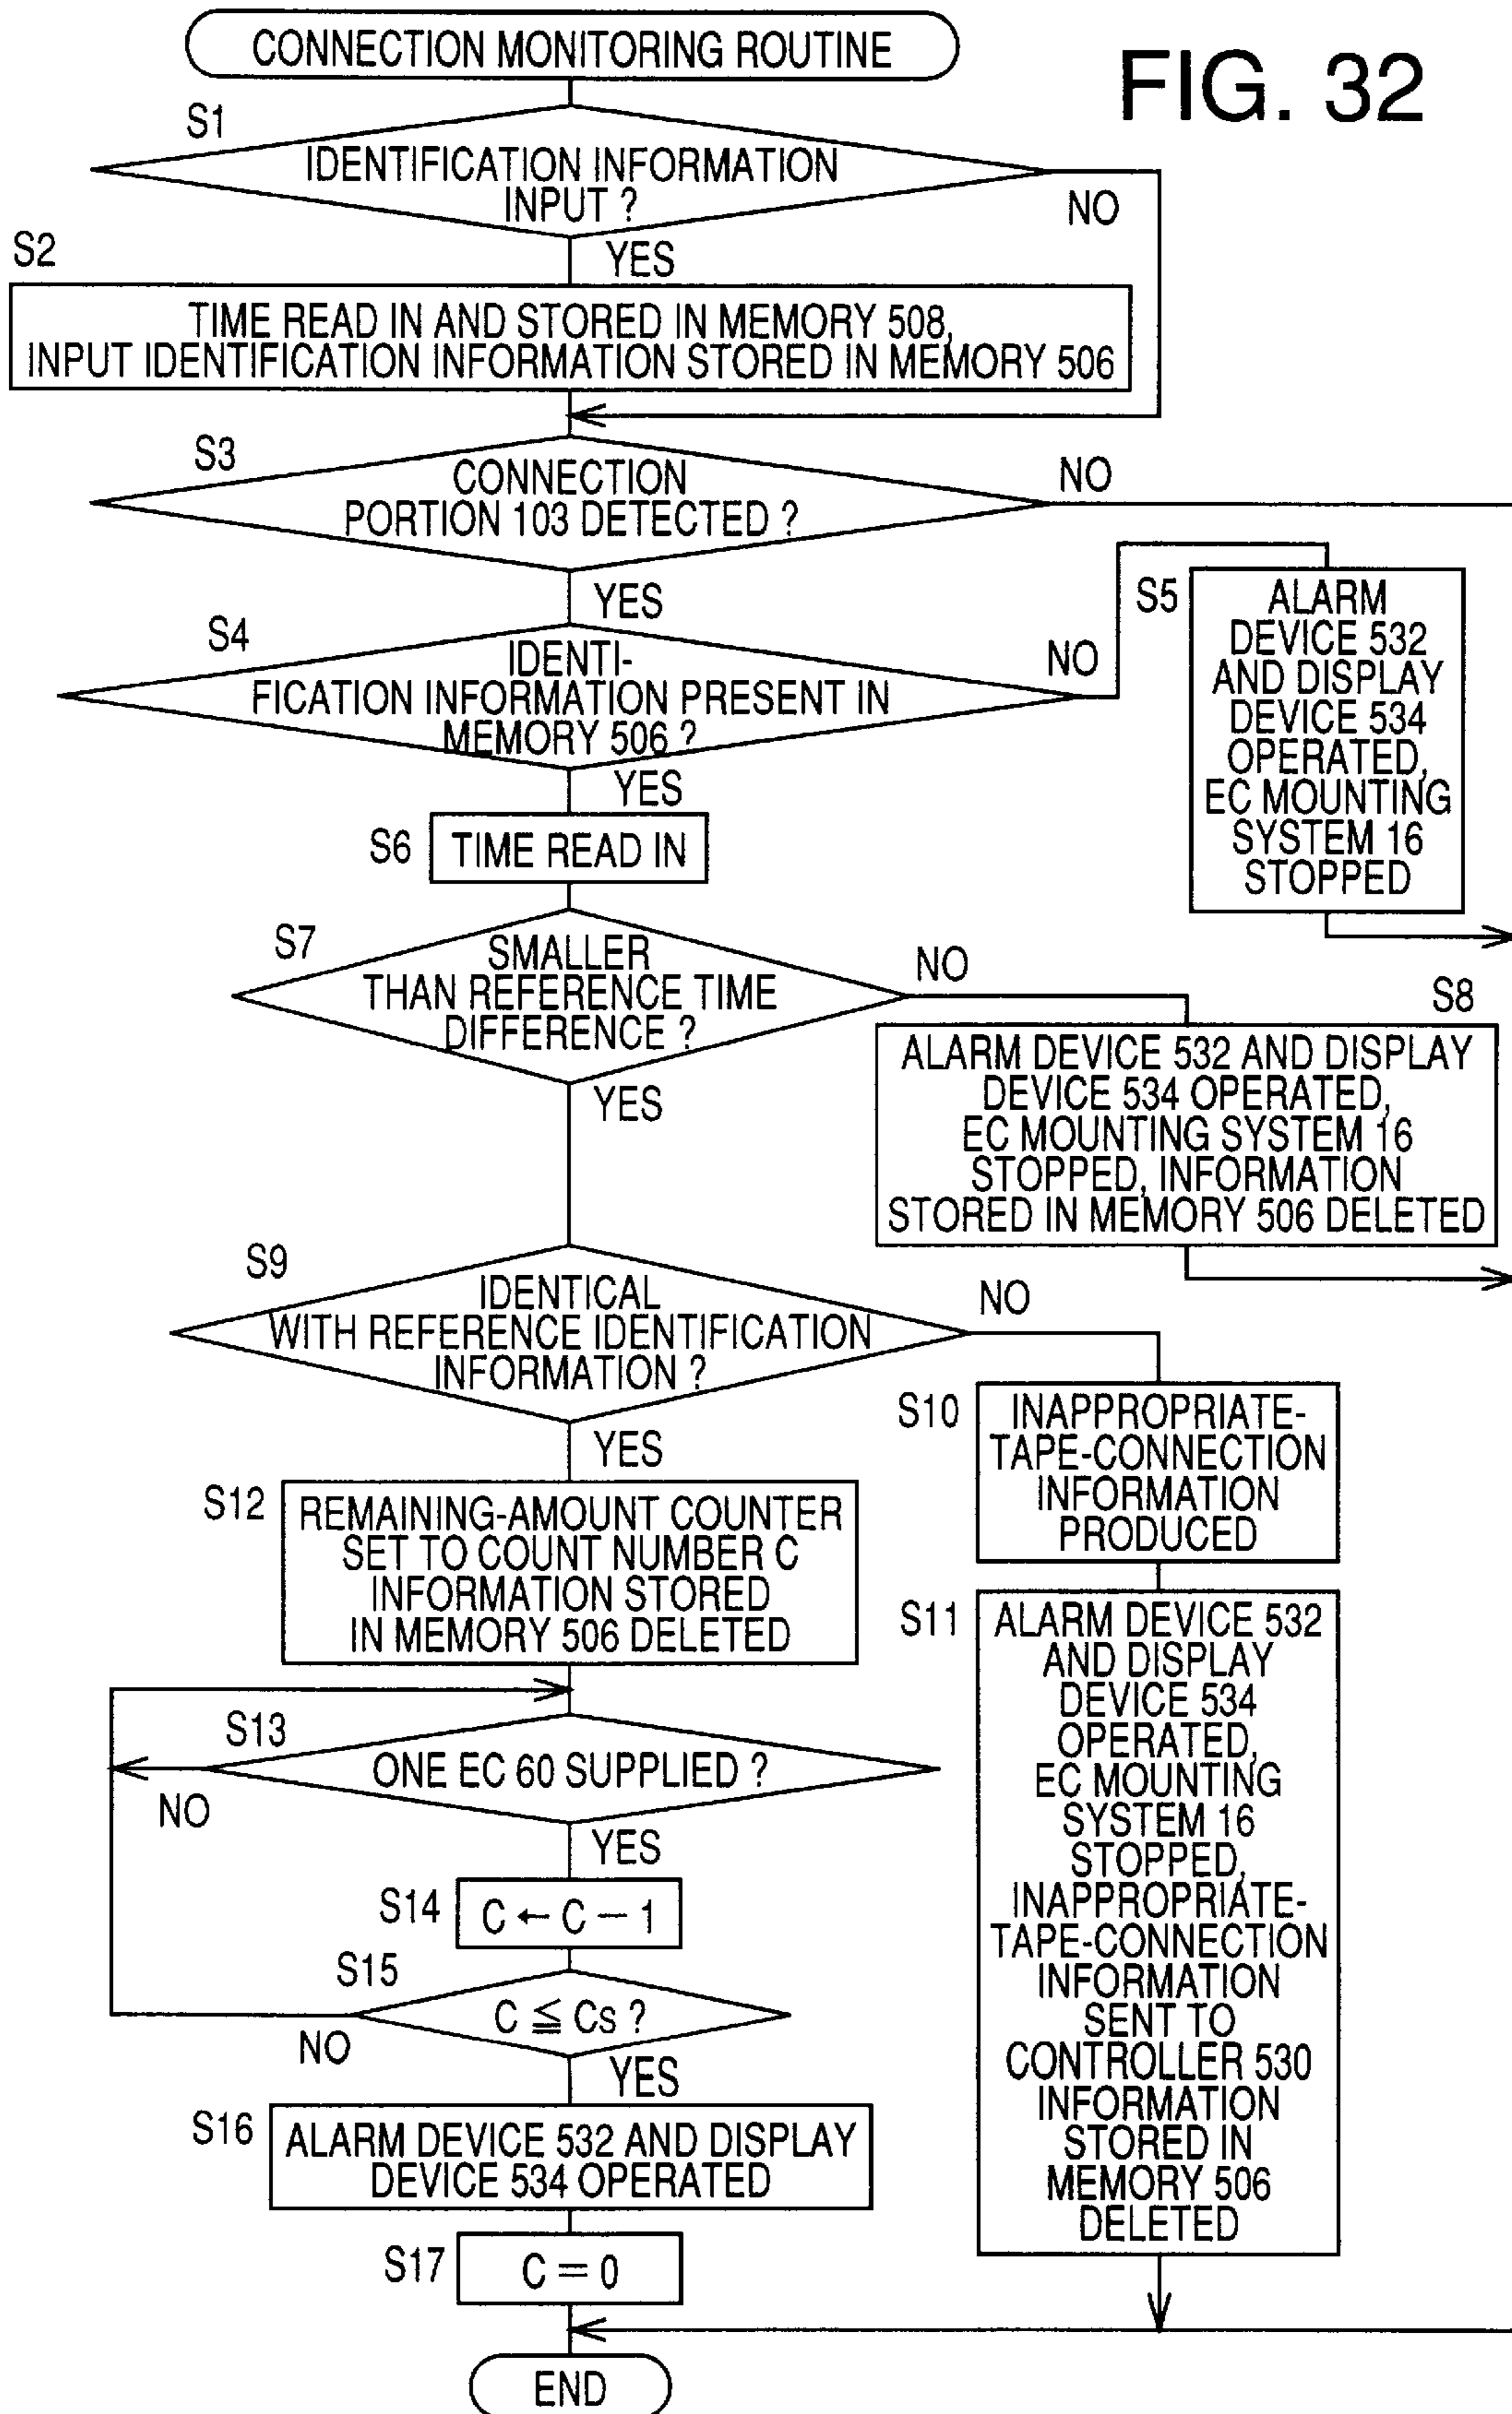 CONNECTION MONITORING ROUTINE
FIG. 32
S1
IDENTIFICATION INFORMATION
INPUT ?
NO
YES
S2
TIME READ IN AND STORED IN MEMORY 508,
INPUT IDENTIFICATION INFORMATION STORED IN MEMORY 506
S3
CONNECTION
PORTION 103 DETECTED ?
NO
YES
S4
IDENTI-
FICATION INFORMATION PRESENT IN
MEMORY 506 ?
NO
YES
S5
ALARM
DEVICE 532
AND DISPLAY
DEVICE 534
OPERATED,
EC MOUNTING
SYSTEM 16
STOPPED
S6
TIME READ IN
S7
SMALLER
THAN REFERENCE TIME
DIFFERENCE ?
NO
YES
S8
ALARM DEVICE 532 AND DISPLAY
DEVICE 534 OPERATED,
EC MOUNTING SYSTEM 16
STOPPED, INFORMATION
STORED IN MEMORY 506 DELETED
S9
IDENTICAL
WITH REFERENCE IDENTIFICATION
INFORMATION ?
NO
YES
S10
INAPPROPRIATE-
TAPE-CONNECTION
INFORMATION
PRODUCED
S11
ALARM DEVICE 532
AND DISPLAY
DEVICE 534
OPERATED,
EC MOUNTING
SYSTEM 16
STOPPED,
INAPPROPRIATE-
TAPE-CONNECTION
INFORMATION
SENT TO
CONTROLLER 530
INFORMATION
STORED IN
MEMORY 506
DELETED
S12
REMAINING-AMOUNT COUNTER
SET TO COUNT NUMBER C
INFORMATION STORED
IN MEMORY 506 DELETED
S13
ONE EC 60 SUPPLIED ?
NO
YES
S14
C ← C − 1
S15
C ≦ Cs ?
NO
YES
S16
ALARM DEVICE 532 AND DISPLAY
DEVICE 534 OPERATED
S17
C = 0
END